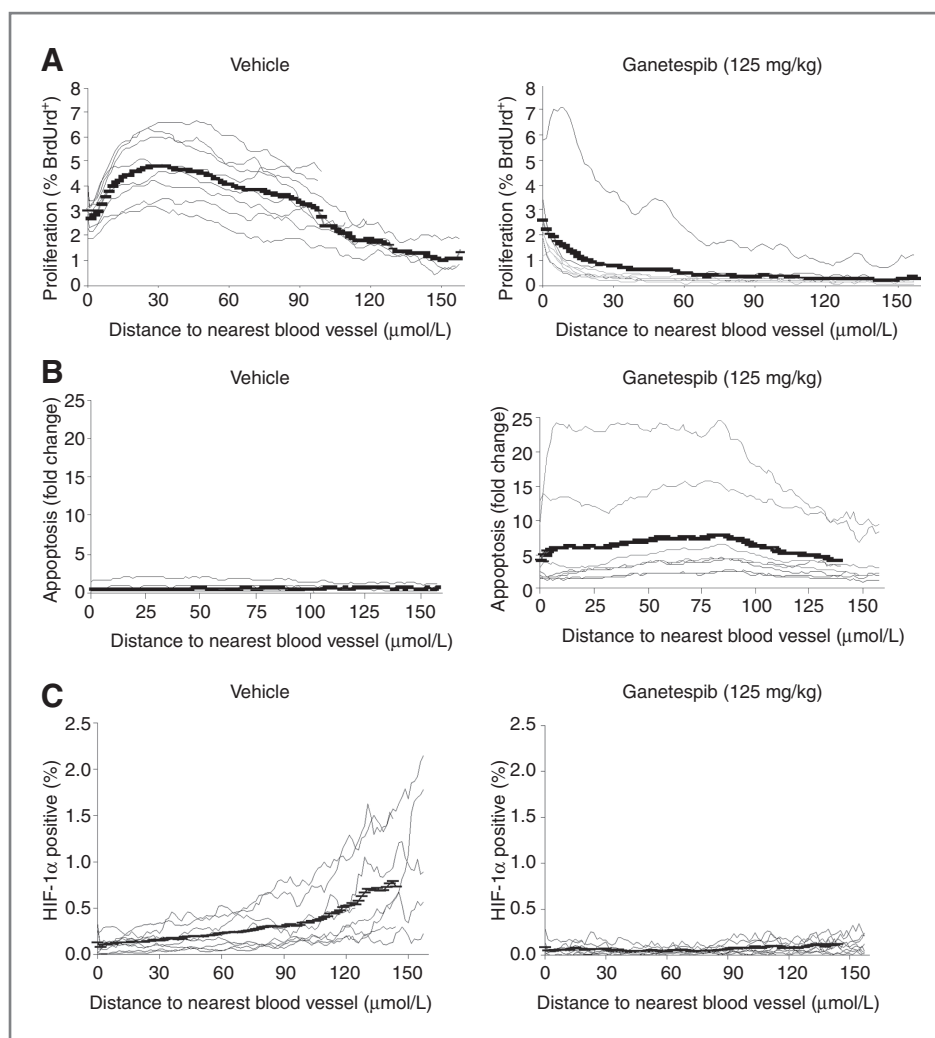 A
Vehicle
Ganetespib (125 mg/kg)
Proliferation (% BrdUrd+)
8
7
6
5
4
3
2
1
0
0 30 60 90 120 150
Distance to nearest blood vessel (μmol/L)
Proliferation (% BrdUrd+)
8
7
6
5
4
3
2
1
0
0 30 60 90 120 150
Distance to nearest blood vessel (μmol/L)
B
Vehicle
Ganetespib (125 mg/kg)
Appoptosis (fold change)
25
20
15
10
5
0
0 25 50 75 100 125 150
Distance to nearest blood vessel (μmol/L)
Appoptosis (fold change)
25
20
15
10
5
0
0 25 50 75 100 125 150
Distance to nearest blood vessel (μmol/L)
C
Vehicle
Ganetespib (125 mg/kg)
HIF-1α positive (%)
2.5
2.0
1.5
1.0
0.5
0.0
0 30 60 90 120 150
Distance to nearest blood vessel (μmol/L)
HIF-1α positive (%)
2.5
2.0
1.5
1.0
0.5
0.0
0 30 60 90 120 150
Distance to nearest blood vessel (μmol/L)